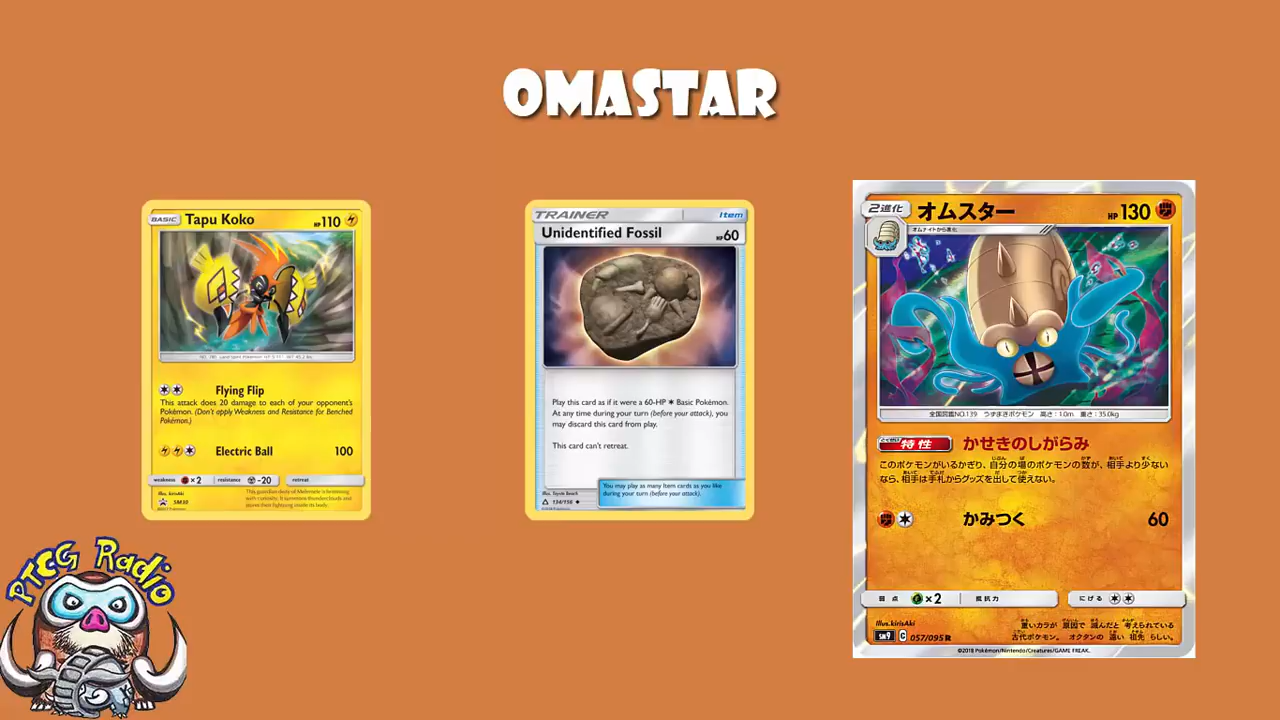 OMASTAR
BASIC Tapu Koko HP110
Flying Flip
This attack does 20 damage to each of your opponent's
Pokémon. (Don't apply Weakness and Resistance for Benched
Pokémon.)
Electric Ball 100
weakness ×2 resistance -20 retreat
Illus. kirisAki
SM30
TRAINER Item
Unidentified Fossil HP60
Play this card as if it were a 60-HP Basic Pokémon.
At any time during your turn (before your attack), you
may discard this card from play.
This card can't retreat.
You may play as many Item cards as you like
during your turn (before your attack).
134/156
2進化 オムスター HP 130
オムナイトから進化
全国図鑑NO.139 うずまきポケモン 高さ:1.0m 重さ:35.0kg
特性 かせきのしがらみ
このポケモンがいるかぎり、自分の場のポケモンの数が、相手より少ない
なら、相手は手札からグッズを出して使えない。
かみつく 60
弱点 ×2 抵抗力 にげる
Illus.kirisAki
重いカラが 原因で 滅んだと 考えられている
古代ポケモン。 オクタンの 遠い 祖先 らしい。
SM9 C 057/095 R
©2018 Pokémon/Nintendo/Creatures/GAME FREAK.
PTCG Radio